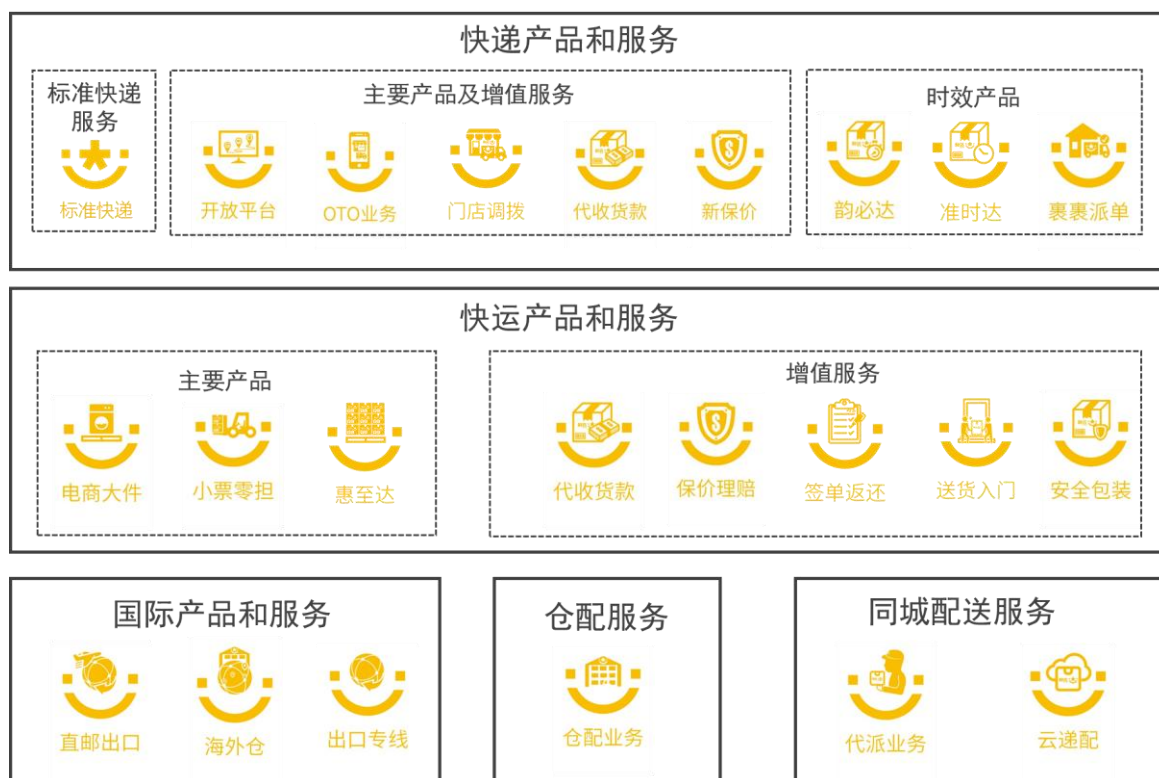 快递产品和服务
标准快递
服务
标准快递
主要产品及增值服务
开放平台
OTO业务
门店调拨
代收货款
新保价
时效产品
韵必达
准时达
裹裹派单
快运产品和服务
主要产品
电商大件
小票零担
惠至达
增值服务
代收货款
保价理赔
签单返还
送货入门
安全包装
国际产品和服务
直邮出口
海外仓
出口专线
仓配服务
仓配业务
同城配送服务
代派业务
云递配